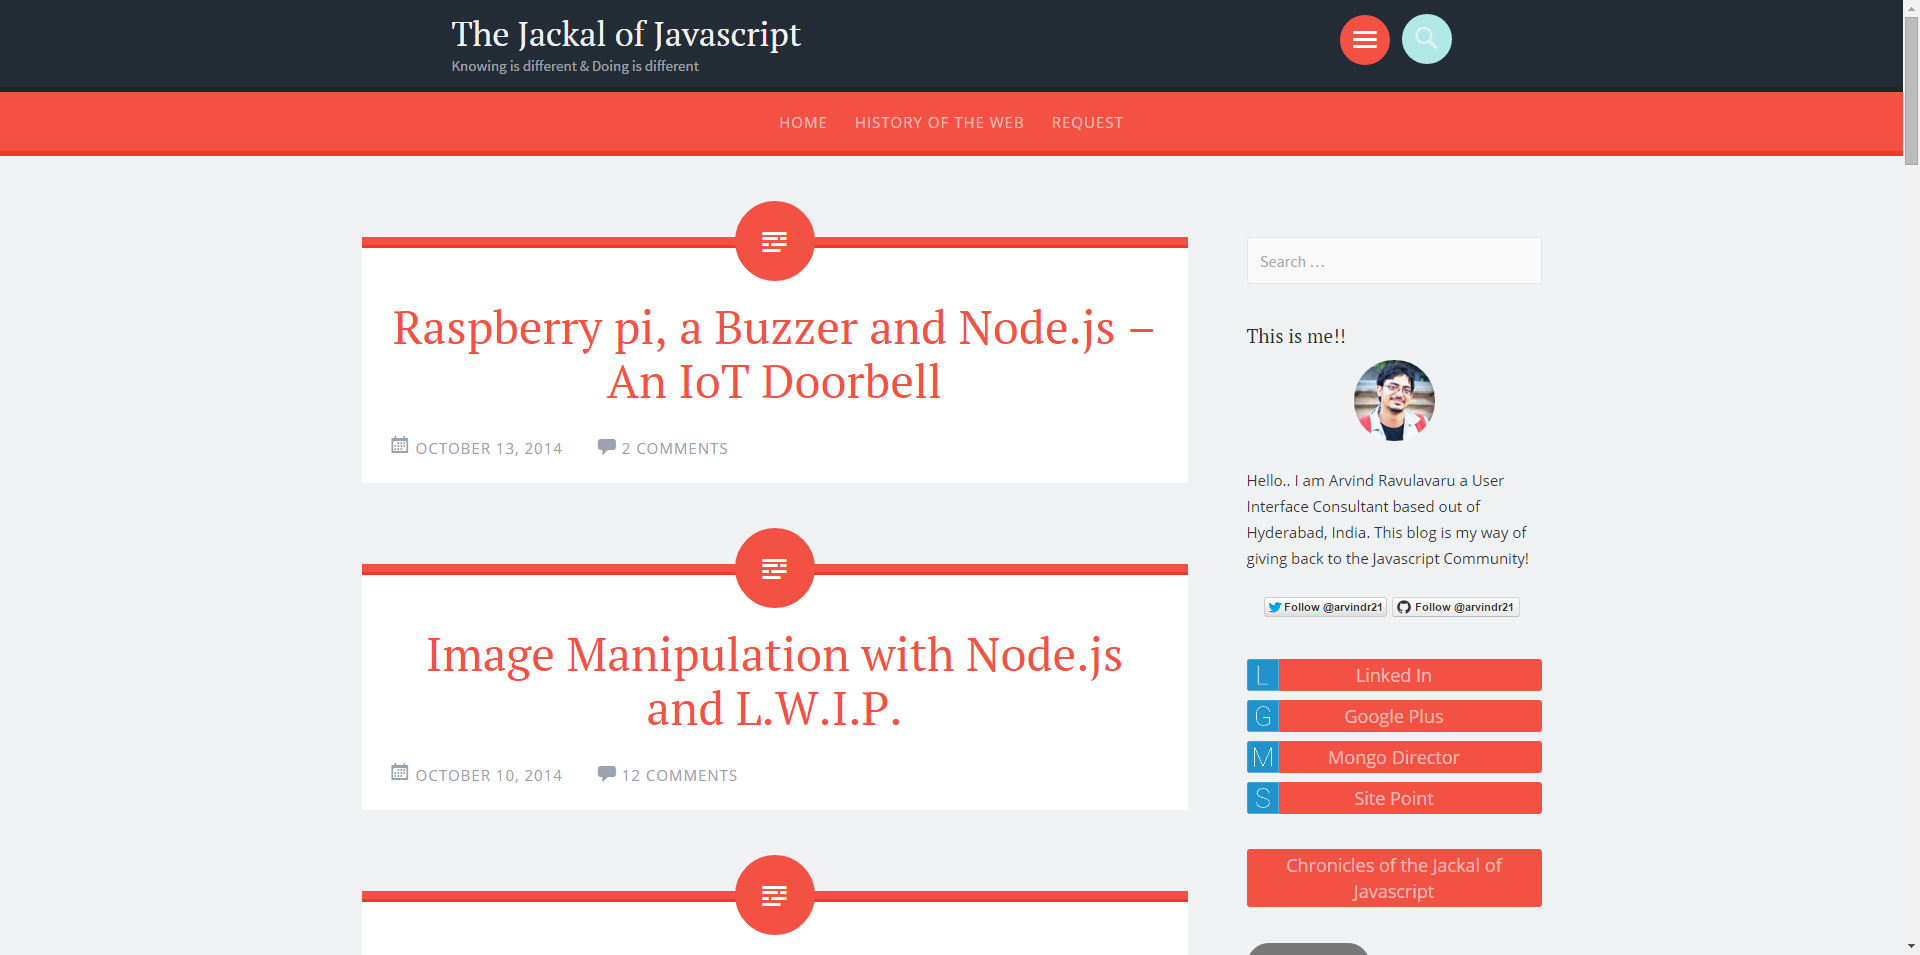 The Jackal of Javascript
Knowing is different & Doing is different
HOME HISTORY OF THE WEB REQUEST
Raspberry pi, a Buzzer and Node.js –
An IoT Doorbell
OCTOBER 13, 2014 2 COMMENTS
Image Manipulation with Node.js
and L.W.I.P.
OCTOBER 10, 2014 12 COMMENTS
Search ...
This is me!!
Hello.. I am Arvind Ravulavaru a User
Interface Consultant based out of
Hyderabad, India. This blog is my way of
giving back to the Javascript Community!
Follow @arvindr21 Follow @arvindr21
L Linked In
G Google Plus
M Mongo Director
S Site Point
Chronicles of the Jackal of
Javascript